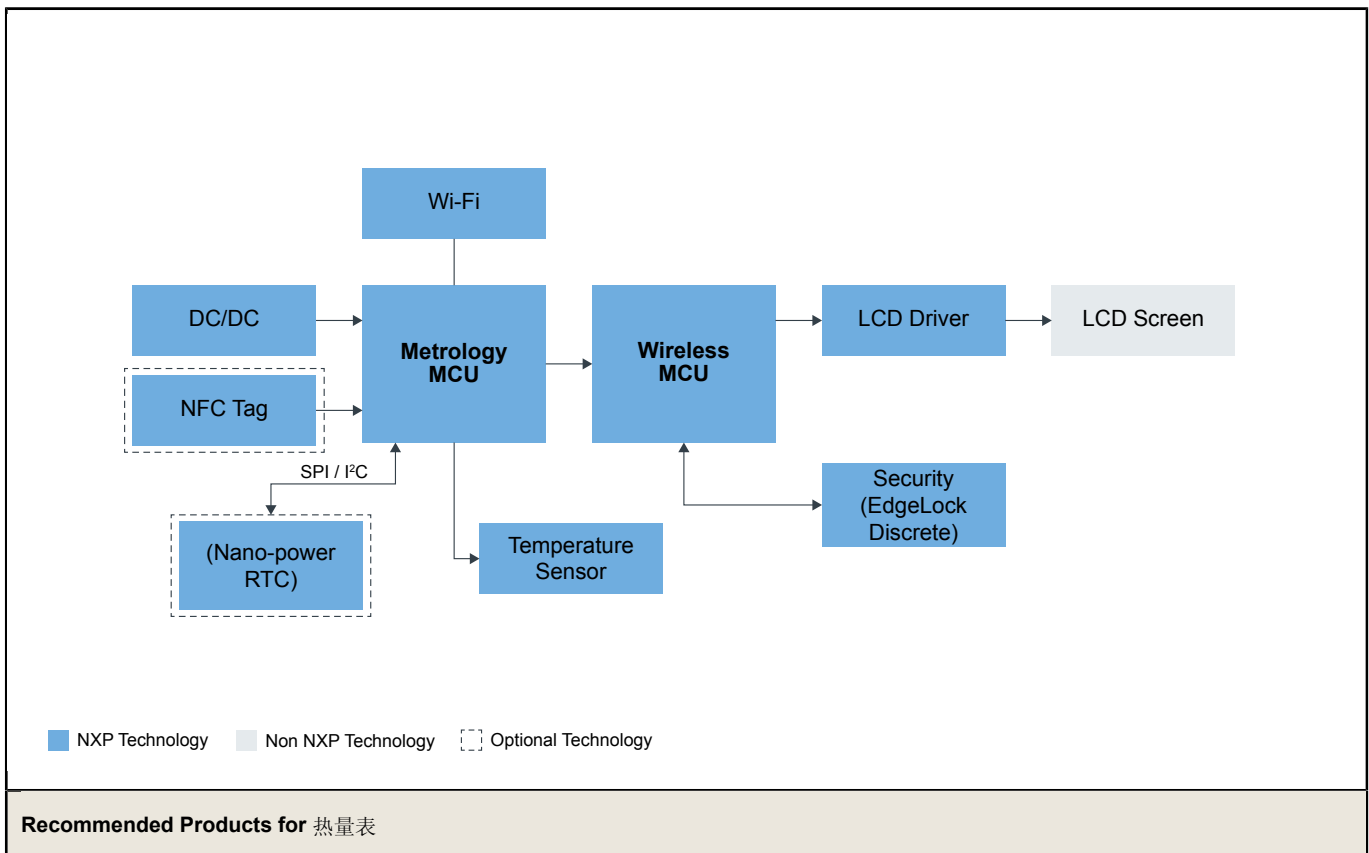 Wi-Fi
DC/DC
Metrology
MCU
Wireless
MCU
LCD Driver
LCD Screen
NFC Tag
SPI / I²C
(Nano-power
RTC)
Temperature
Sensor
Security
(EdgeLock
Discrete)
NXP Technology
Non NXP Technology
Optional Technology
Recommended Products for 热量表